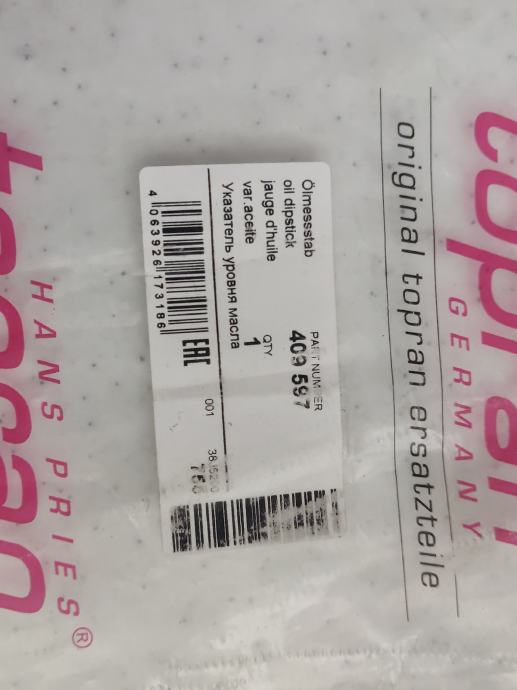 topran
GERMANY
original topran ersatzteile
Ölmessstab
oil dipstick
jauge d'huile
var.aceite
Указатель уровня масла
PART NUMBER
409 597
QTY
1
EAC
001
4 063926 173186
HANS PRIES®
topran